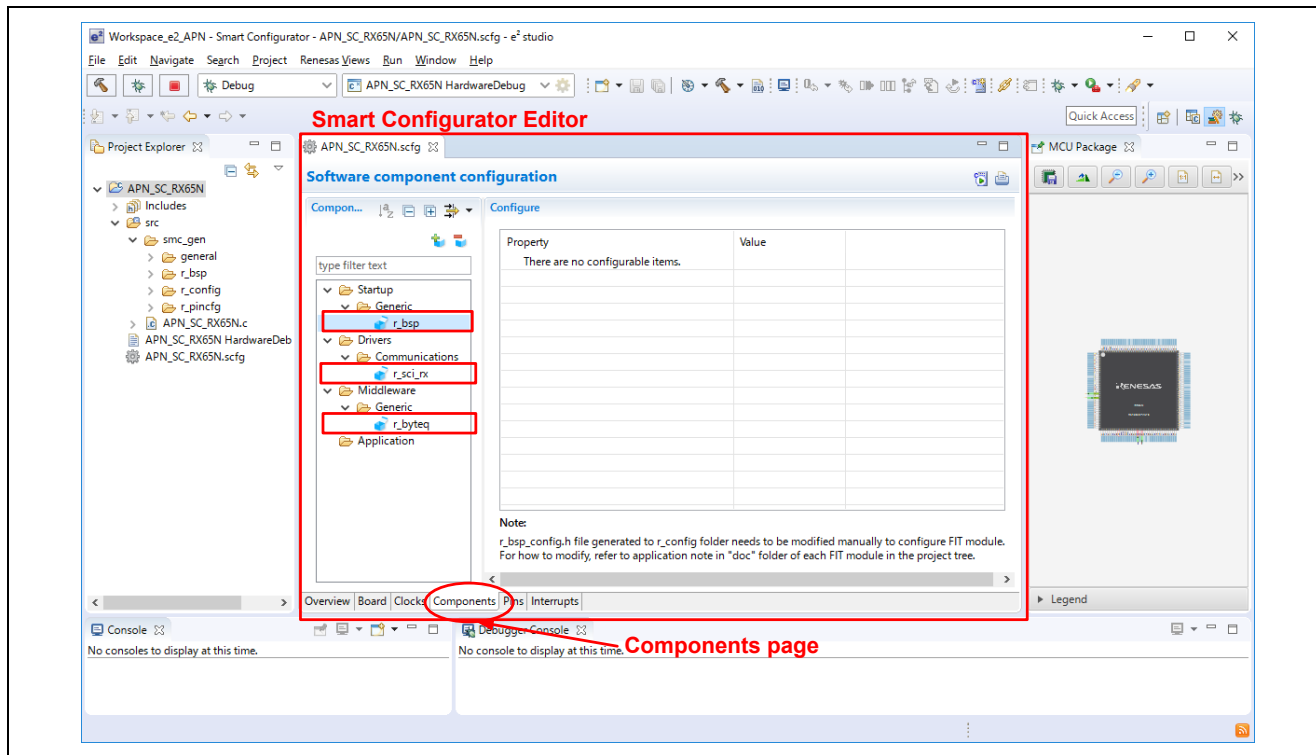 Workspace_e2_APN - Smart Configurator - APN_SC_RX65N/APN_SC_RX65N.scfg - e² studio
File Edit Navigate Search Project Renesas Views Run Window Help
Debug
APN_SC_RX65N HardwareDebug
Quick Access
Smart Configurator Editor
Project Explorer
APN_SC_RX65N
Includes
src
smc_gen
general
r_bsp
r_config
r_pincfg
APN_SC_RX65N.c
APN_SC_RX65N HardwareDeb
APN_SC_RX65N.scfg
APN_SC_RX65N.scfg
Software component configuration
Compon...
type filter text
Startup
Generic
r_bsp
Drivers
Communications
r_sci_rx
Middleware
Generic
r_byteq
Application
Configure
Property Value
There are no configurable items.
Note:
r_bsp_config.h file generated to r_config folder needs to be modified manually to configure FIT module.
For how to modify, refer to application note in "doc" folder of each FIT module in the project tree.
Overview Board Clocks Components Pins Interrupts
MCU Package
RENESAS
Legend
Console
No consoles to display at this time.
Debugger Console
No console to display at this time.
Components page